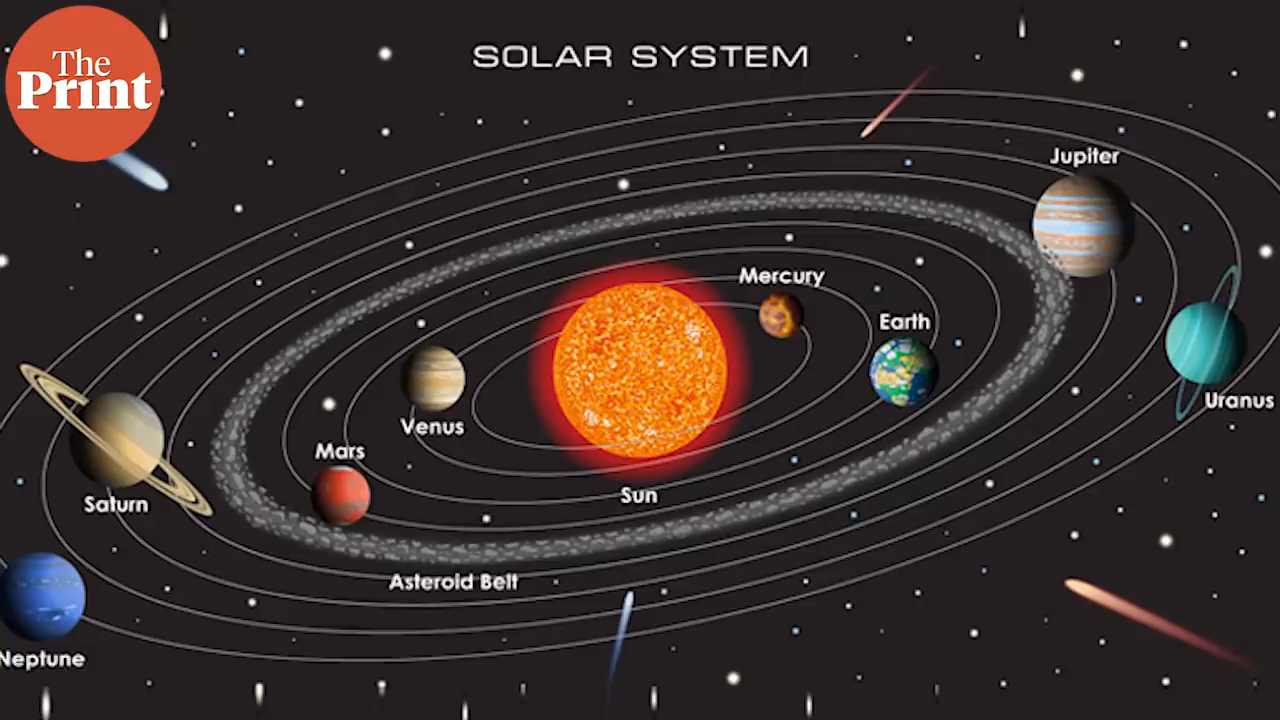 The
Print
SOLAR SYSTEM
Jupiter
Mercury
Earth
Uranus
Venus
Mars
Sun
Saturn
Asteroid Belt
Neptune